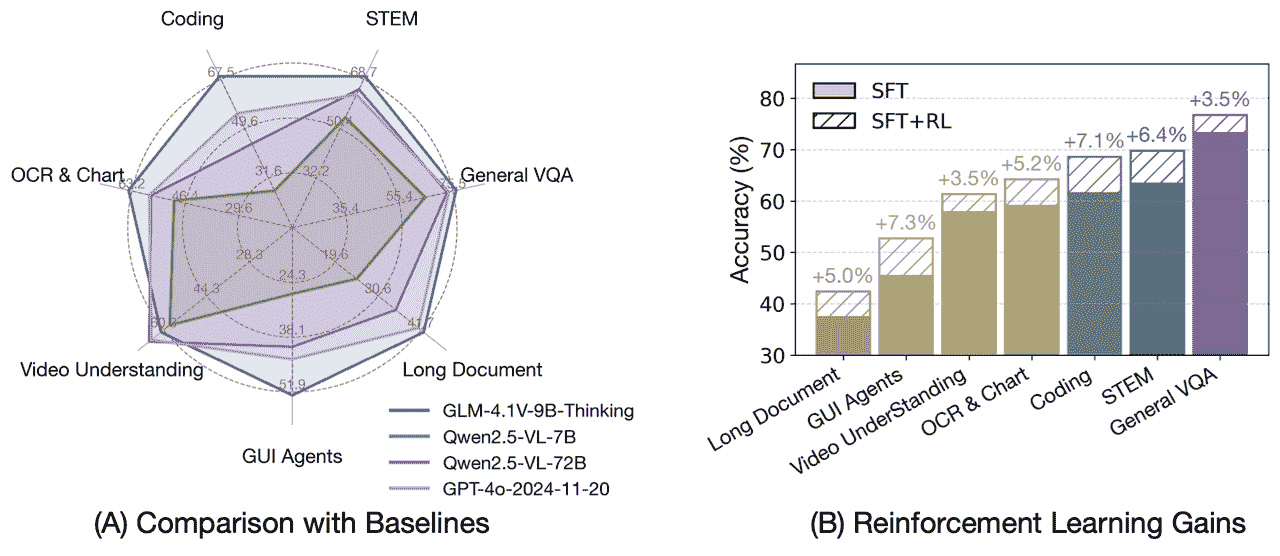 Coding
STEM
67.5
68.7
49.6
50.4
31.6
32.2
OCR & Chart
General VQA
63.2
46.4
29.6
35.4
55.4
28.3
19.6
44.3
24.3
30.6
38.1
41.7
51.9
Video Understanding
Long Document
GUI Agents
GLM-4.1V-9B-Thinking
Qwen2.5-VL-7B
Qwen2.5-VL-72B
GPT-4o-2024-11-20
(A) Comparison with Baselines
SFT
SFT+RL
Accuracy (%)
80
70
60
50
40
30
+5.0%
+7.3%
+3.5%
+5.2%
+7.1%
+6.4%
+3.5%
Long Document
GUI Agents
Video UnderStanding
OCR & Chart
Coding
STEM
General VQA
(B) Reinforcement Learning Gains